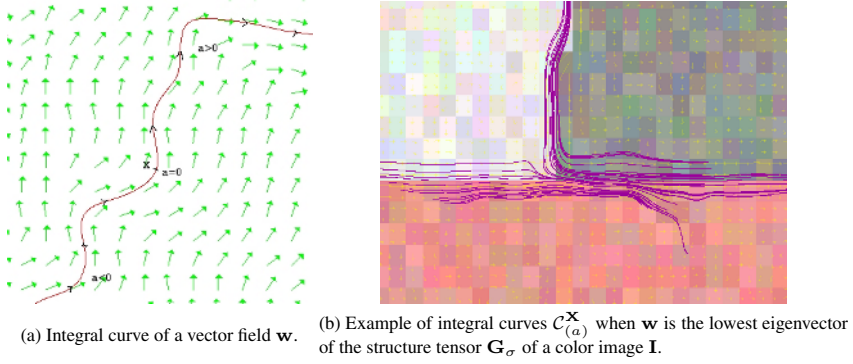 a>0
X
a=0
a<0
(a) Integral curve of a vector field w.
(b) Example of integral curves 𝒞^X_(a) when w is the lowest eigenvector
of the structure tensor G_σ of a color image I.